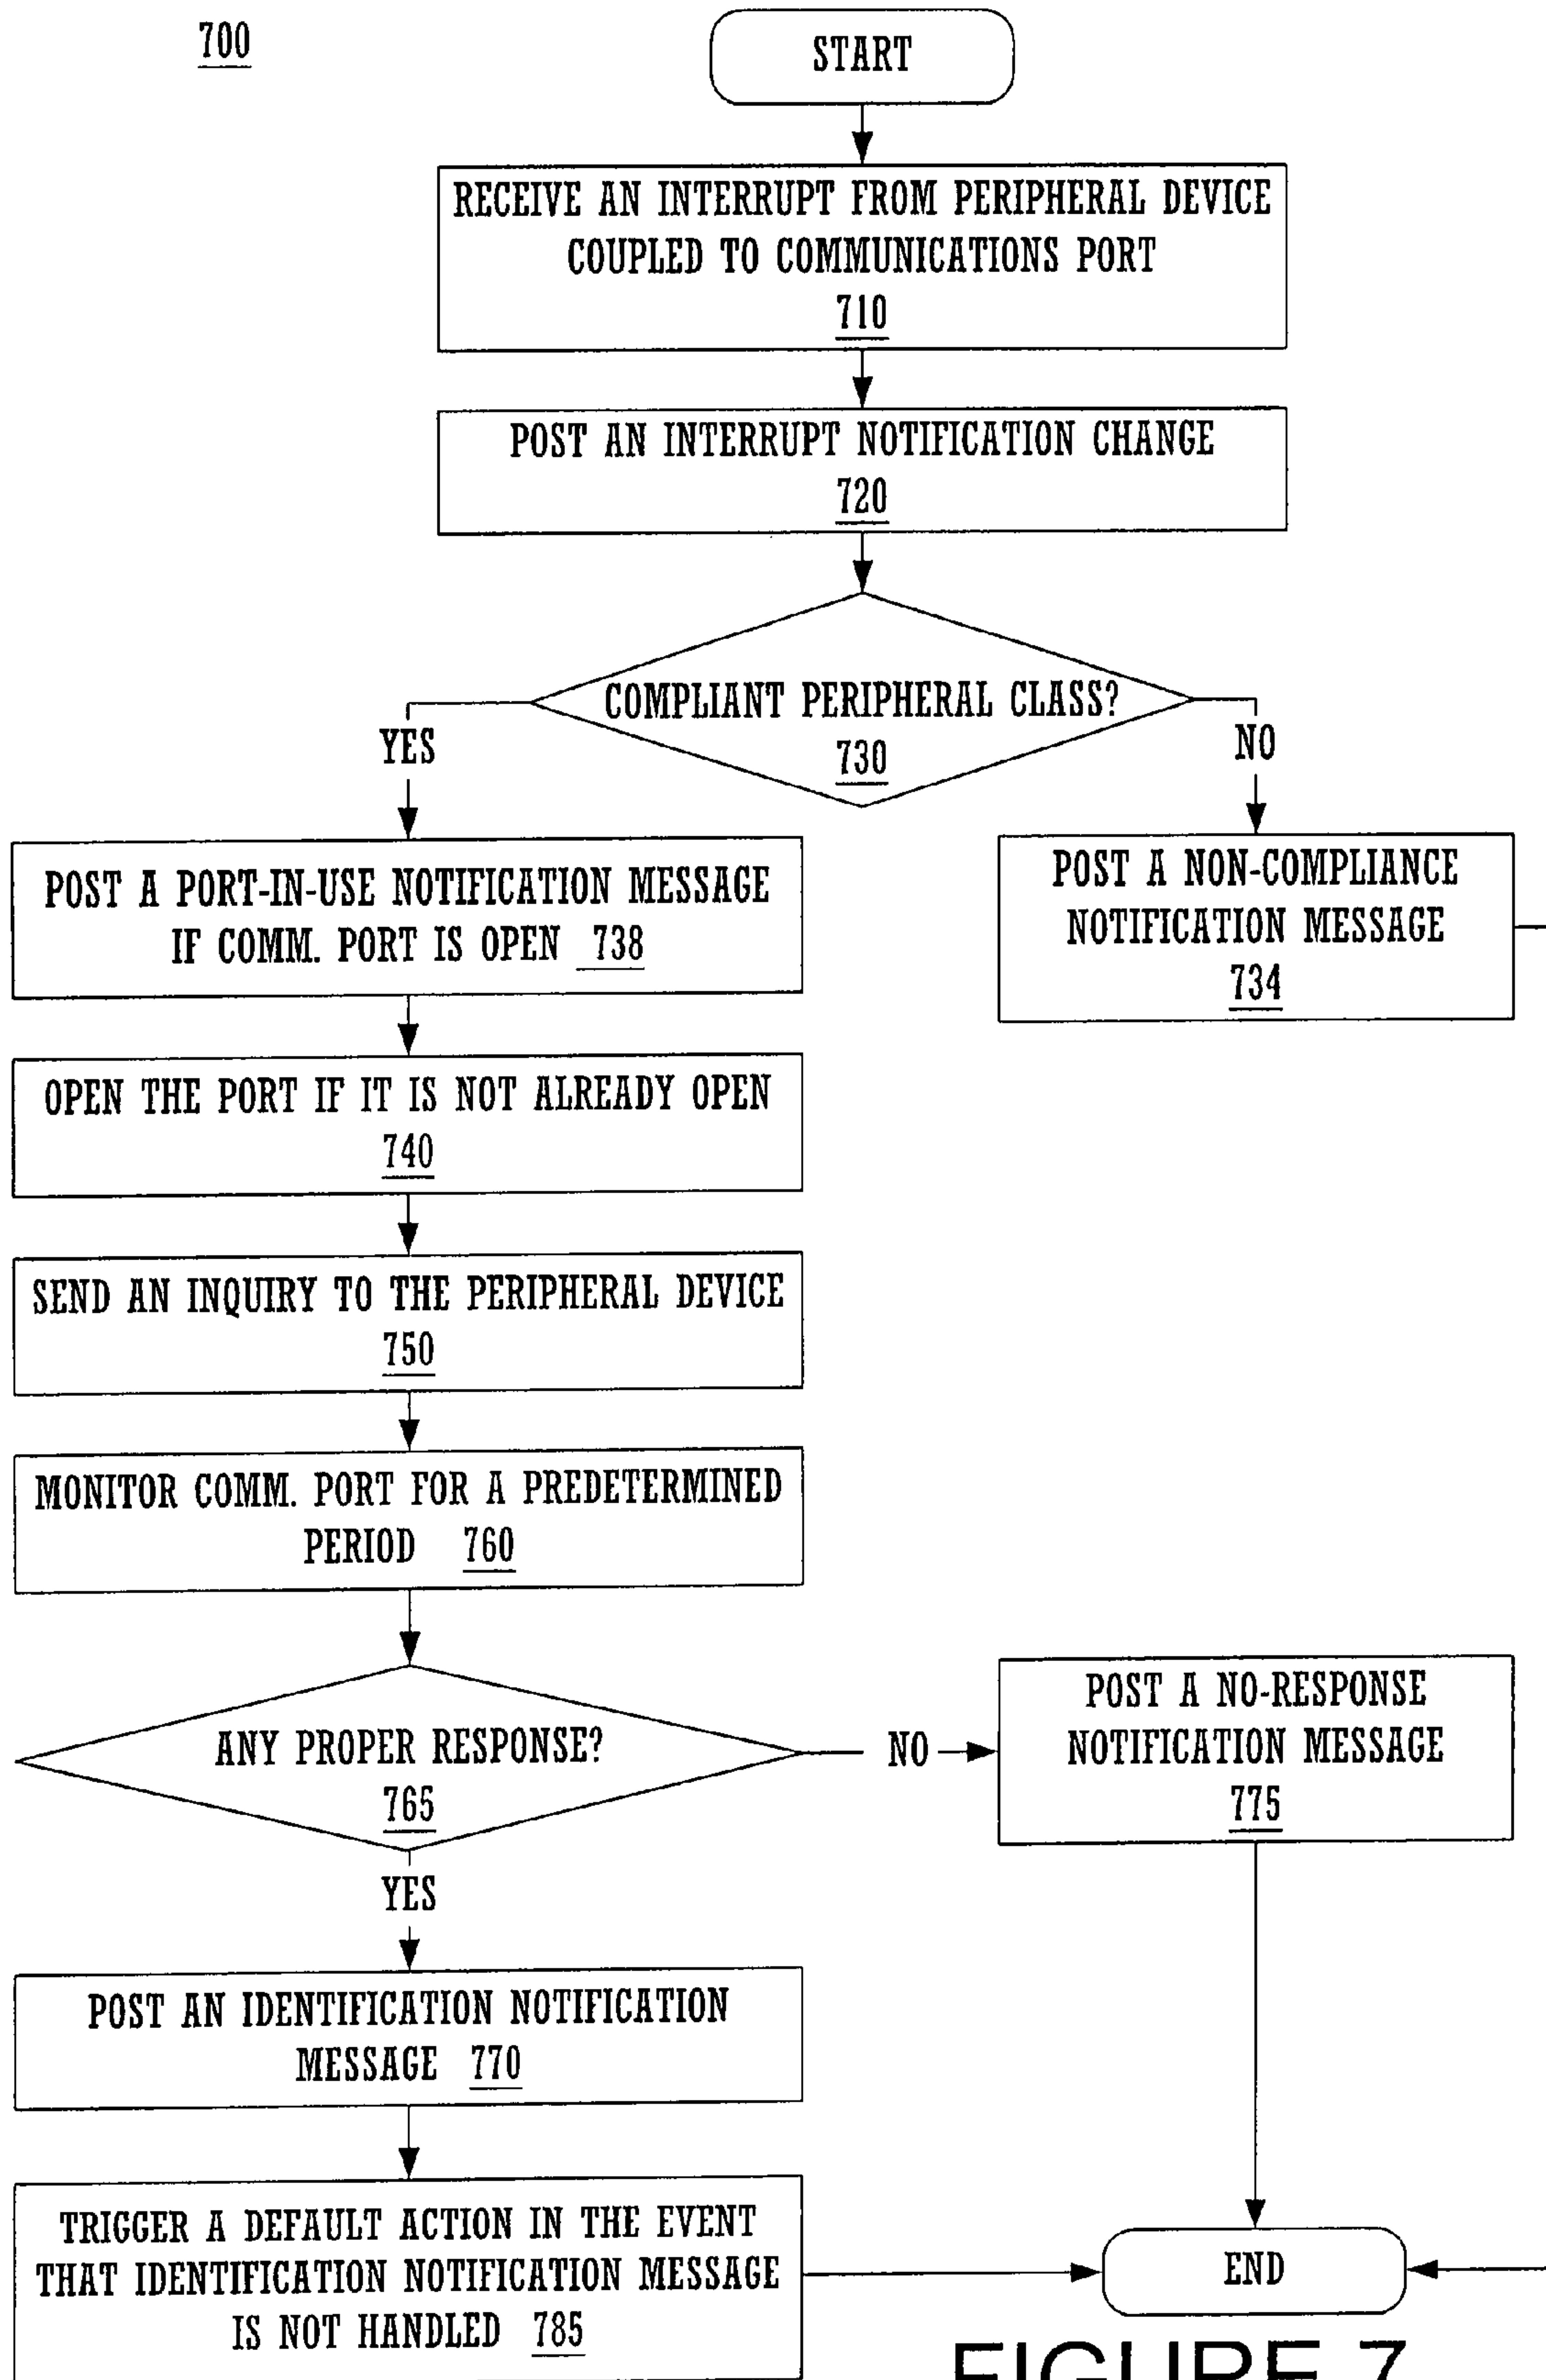 700
START
RECEIVE AN INTERRUPT FROM PERIPHERAL DEVICE
COUPLED TO COMMUNICATIONS PORT
710
POST AN INTERRUPT NOTIFICATION CHANGE
720
COMPLIANT PERIPHERAL CLASS?
730
YES
NO
POST A PORT-IN-USE NOTIFICATION MESSAGE
IF COMM. PORT IS OPEN 738
POST A NON-COMPLIANCE
NOTIFICATION MESSAGE
734
OPEN THE PORT IF IT IS NOT ALREADY OPEN
740
SEND AN INQUIRY TO THE PERIPHERAL DEVICE
750
MONITOR COMM. PORT FOR A PREDETERMINED
PERIOD 760
ANY PROPER RESPONSE?
765
NO
POST A NO-RESPONSE
NOTIFICATION MESSAGE
775
YES
POST AN IDENTIFICATION NOTIFICATION
MESSAGE 770
TRIGGER A DEFAULT ACTION IN THE EVENT
THAT IDENTIFICATION NOTIFICATION MESSAGE
IS NOT HANDLED 785
END
FIGURE 7